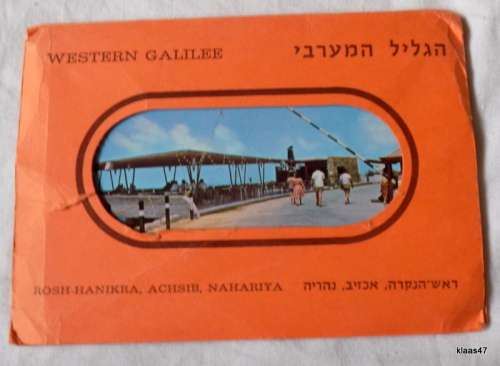 WESTERN GALILEE
הגליל המערבי
ROSH-HANIKRA, ACHSIB, NAHARIYA
ראש־הנקרה, אכזיב, נהריה
klaas47